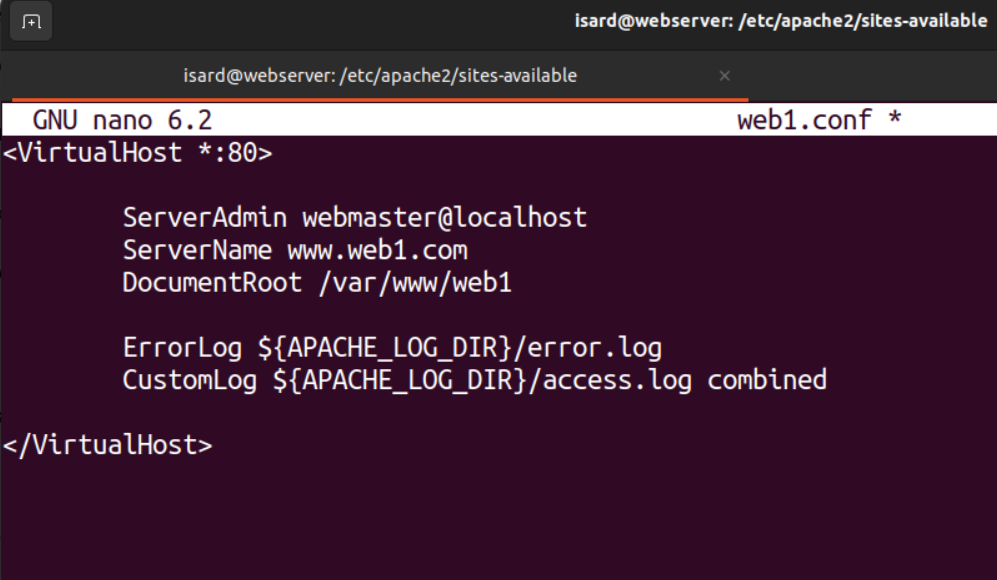 isard@webserver: /etc/apache2/sites-available
isard@webserver: /etc/apache2/sites-available ×
GNU nano 6.2 web1.conf *
<VirtualHost *:80>
ServerAdmin webmaster@localhost
ServerName www.web1.com
DocumentRoot /var/www/web1
ErrorLog ${APACHE_LOG_DIR}/error.log
CustomLog ${APACHE_LOG_DIR}/access.log combined
</VirtualHost>